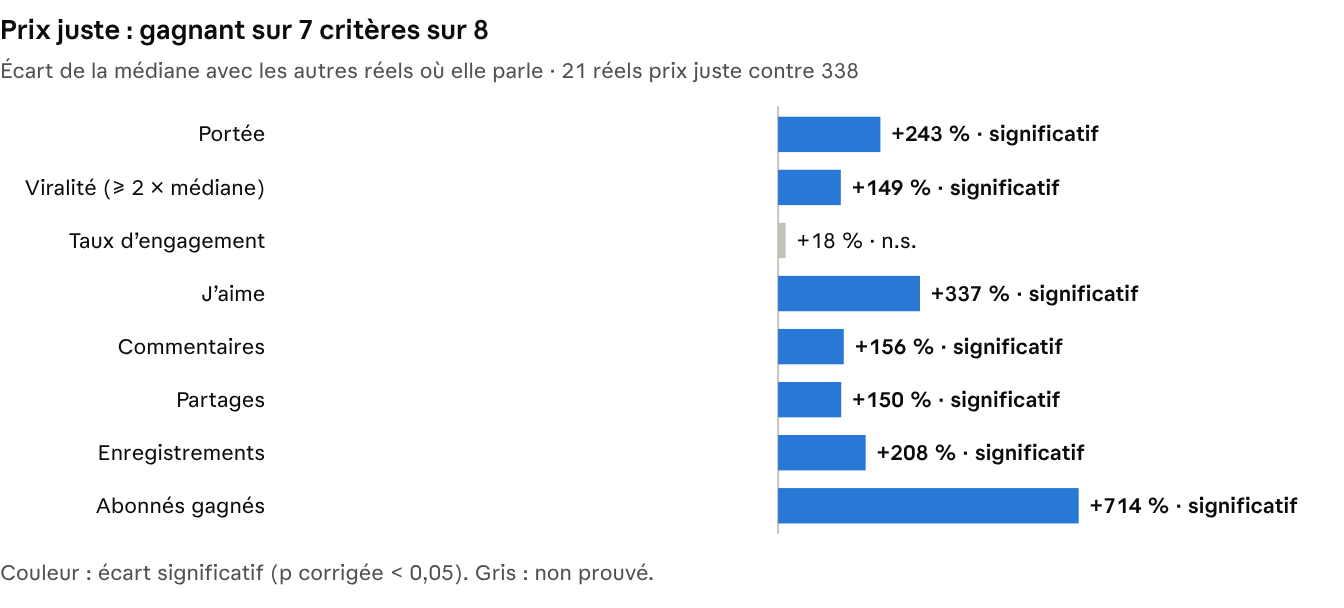 Prix juste : gagnant sur 7 critères sur 8
Écart de la médiane avec les autres réels où elle parle · 21 réels prix juste contre 338
Portée +243 % · significatif
Viralité (≥ 2 × médiane) +149 % · significatif
Taux d’engagement +18 % · n.s.
J’aime +337 % · significatif
Commentaires +156 % · significatif
Partages +150 % · significatif
Enregistrements +208 % · significatif
Abonnés gagnés +714 % · significatif
Couleur : écart significatif (p corrigée < 0,05). Gris : non prouvé.